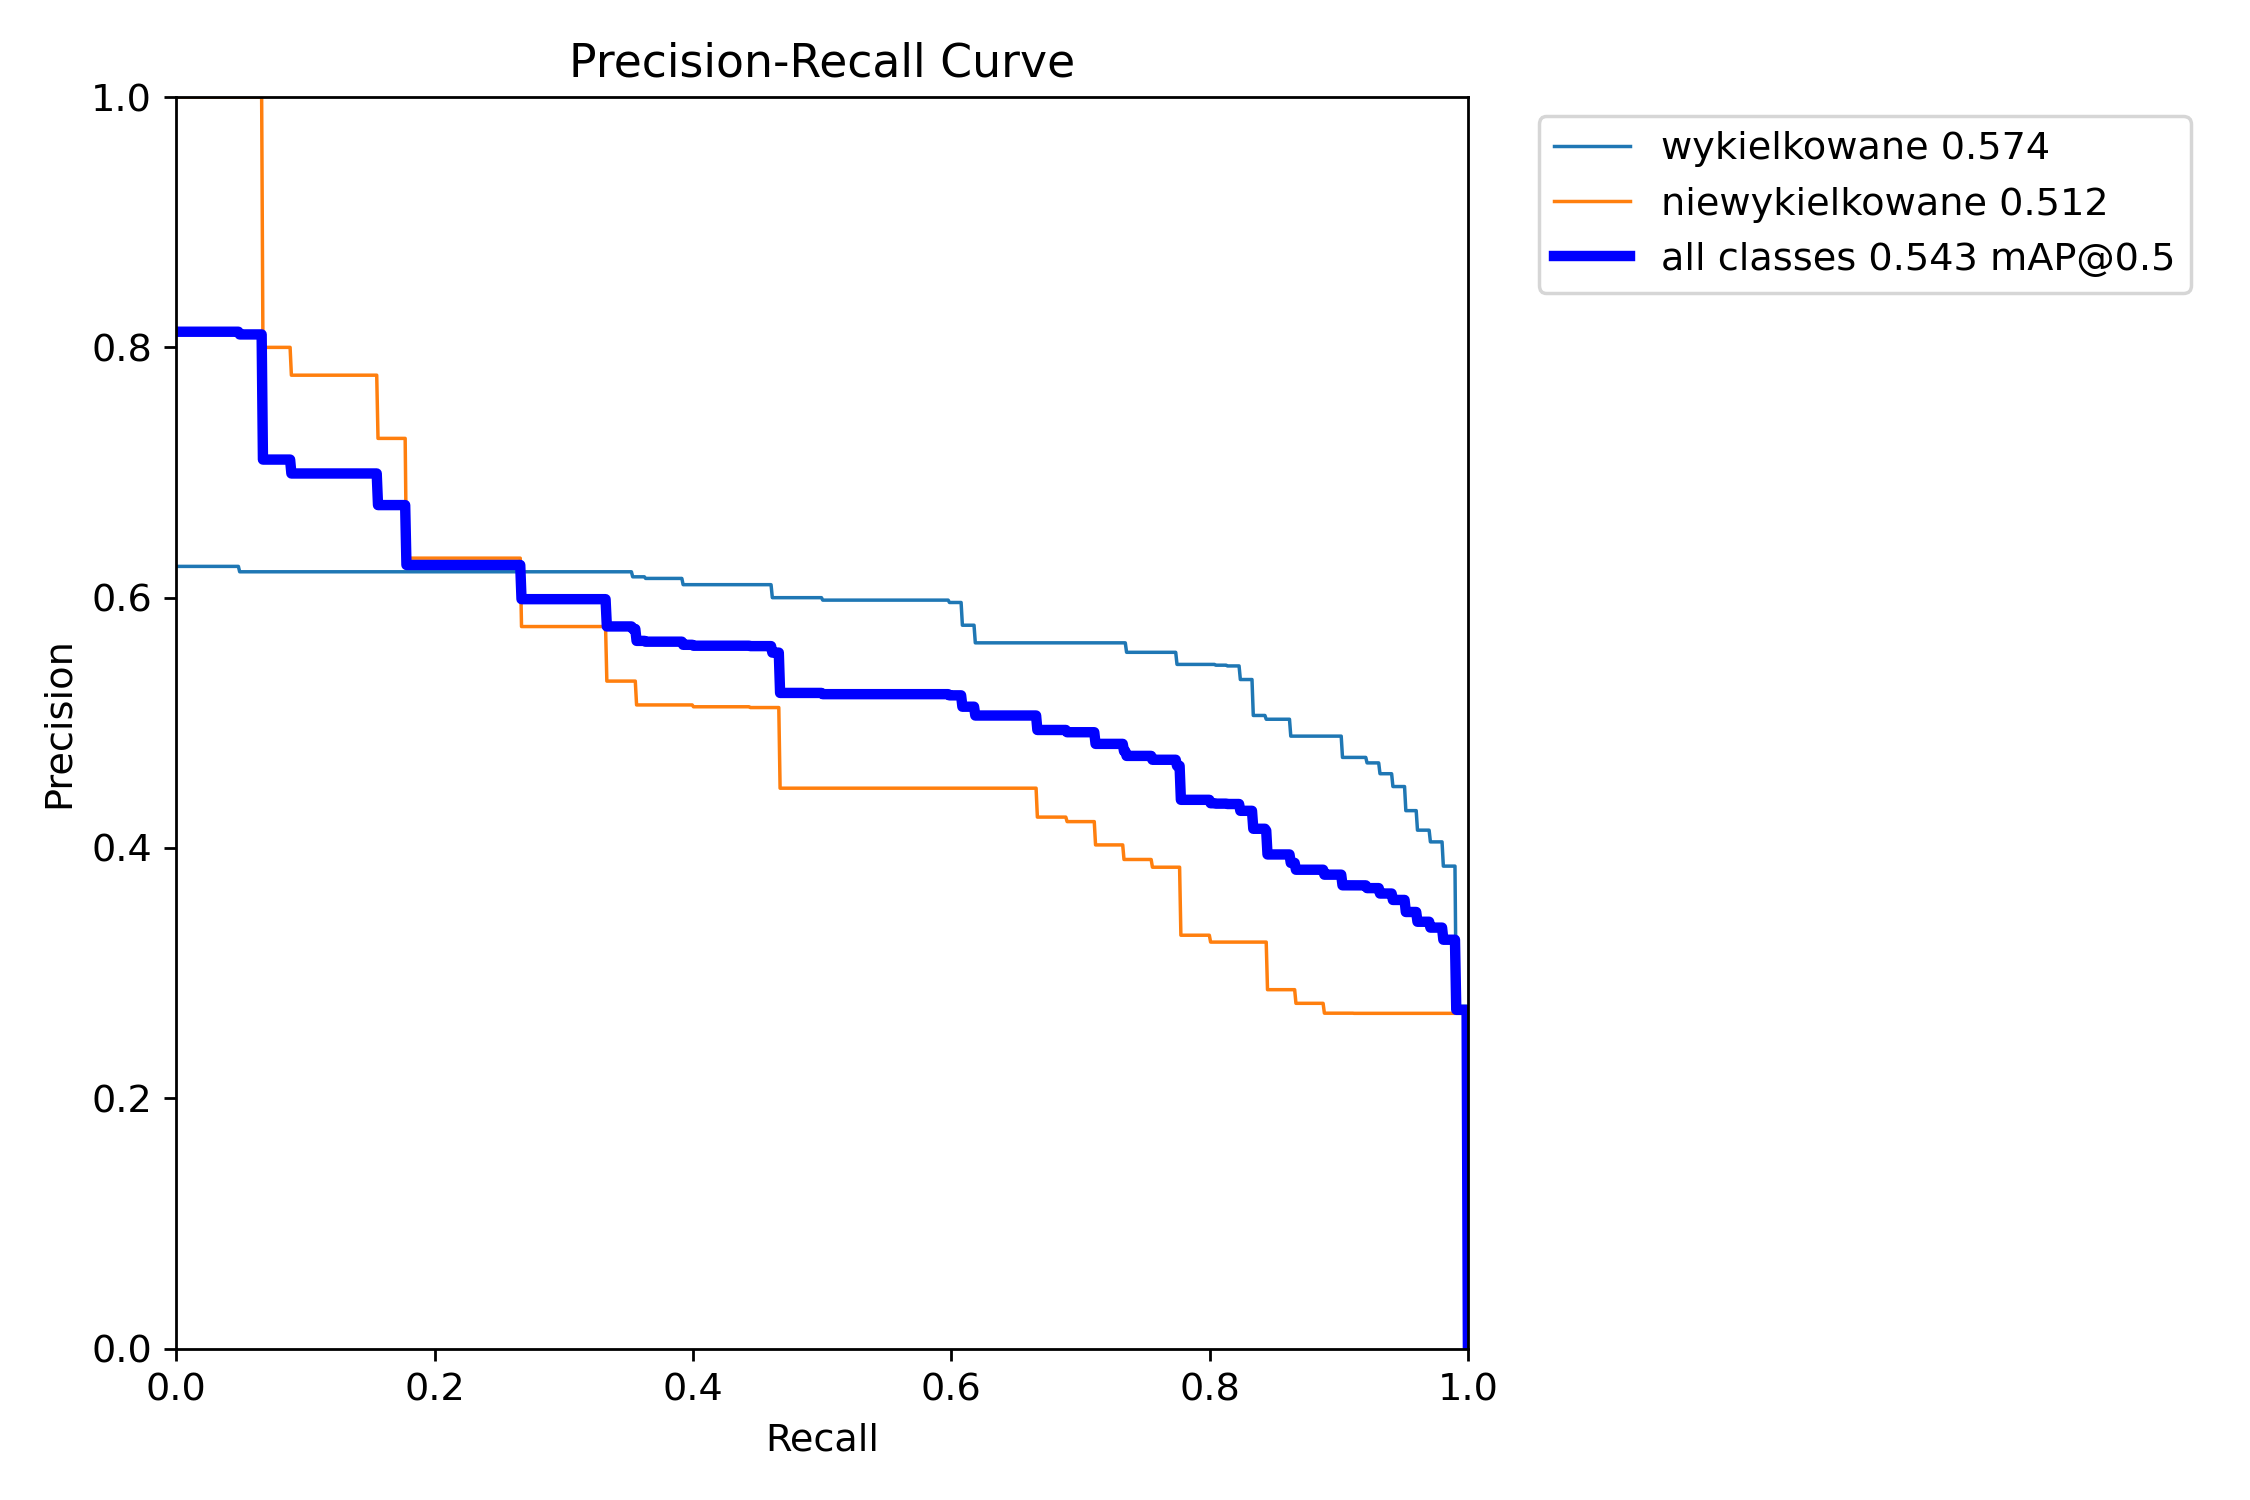 Precision-Recall Curve
1.0
0.8
0.6
0.4
0.2
0.0
Precision
0.0 0.2 0.4 0.6 0.8 1.0
Recall
wykielkowane 0.574
niewykielkowane 0.512
all classes 0.543 mAP@0.5